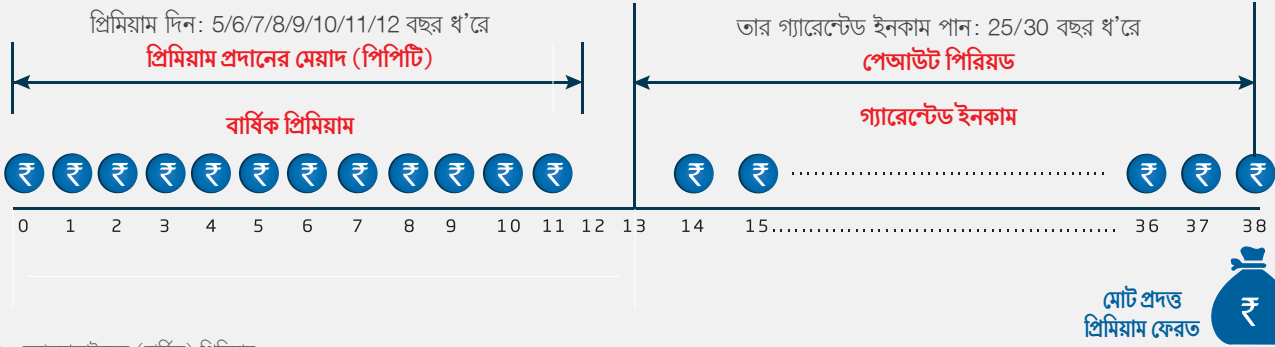 প্রিমিয়াম দিন: 5/6/7/8/9/10/11/12 বছর ধ'রে
প্রিমিয়াম প্রদানের মেয়াদ (পিপিটি)
বার্ষিক প্রিমিয়াম
তার গ্যারেন্টেড ইনকাম পান: 25/30 বছর ধ'রে
পেআউট পিরিয়ড
গ্যারেন্টেড ইনকাম
₹ ₹ ₹ ₹ ₹ ₹ ₹ ₹ ₹ ₹ ₹ ₹ ₹ ₹ ........................................ ₹ ₹ ₹
0 1 2 3 4 5 6 7 8 9 10 11 12 13 14 15............................................ 36 37 38
মোট প্রদত্ত
প্রিমিয়াম ফেরত
₹